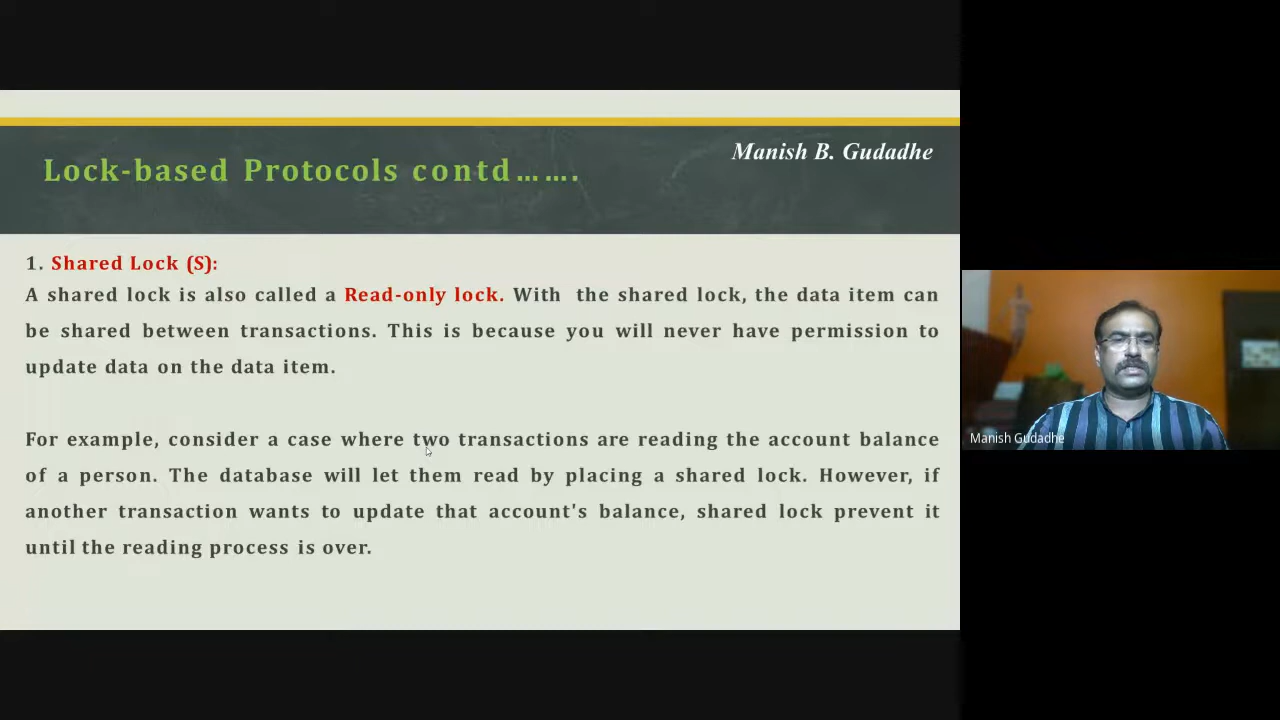 Manish B. Gudadhe
Lock-based Protocols contd…….
1. Shared Lock (S):
A shared lock is also called a Read-only lock. With the shared lock, the data item can
be shared between transactions. This is because you will never have permission to
update data on the data item.
For example, consider a case where two transactions are reading the account balance
of a person. The database will let them read by placing a shared lock. However, if
another transaction wants to update that account's balance, shared lock prevent it
until the reading process is over.
Manish Gudadhe